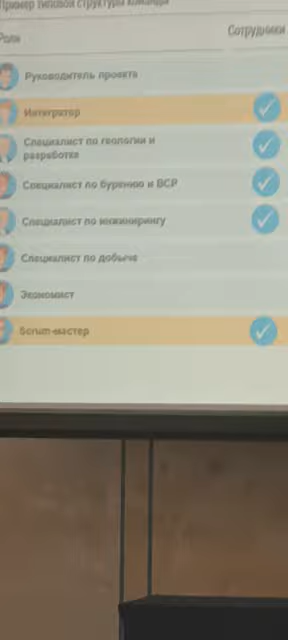 Пример типовой структуры команды
Роли
Сотрудники
Руководитель проекта
Интегратор
Специалист по геологии и
разработке
Специалист по бурению и ВСР
Специалист по инжинирингу
Специалист по добыче
Экономист
Scrum-мастер